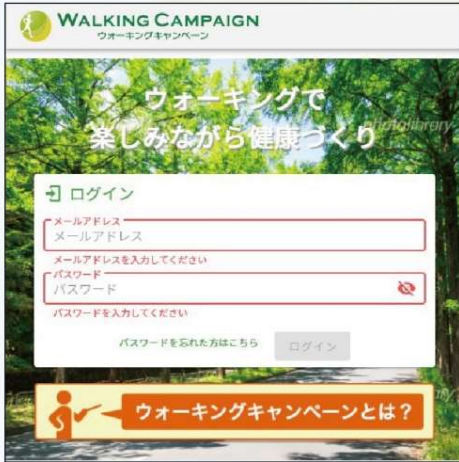 WALKING CAMPAIGN
ウォーキングキャンペーン
ウォーキングで
楽しみながら健康づくり
photolibrary
ログイン
メールアドレス
メールアドレス
メールアドレスを入力してください
パスワード
パスワード
パスワードを入力してください
パスワードを忘れた方はこちら
ログイン
ウォーキングキャンペーンとは？